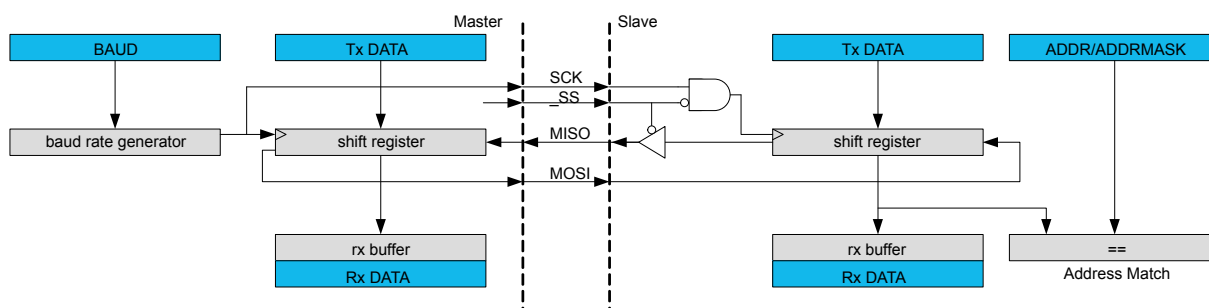 Master
Slave
BAUD
Tx DATA
Tx DATA
ADDR/ADDRMASK
SCK
_SS
baud rate generator
shift register
MISO
shift register
MOSI
rx buffer
rx buffer
==
Rx DATA
Rx DATA
Address Match